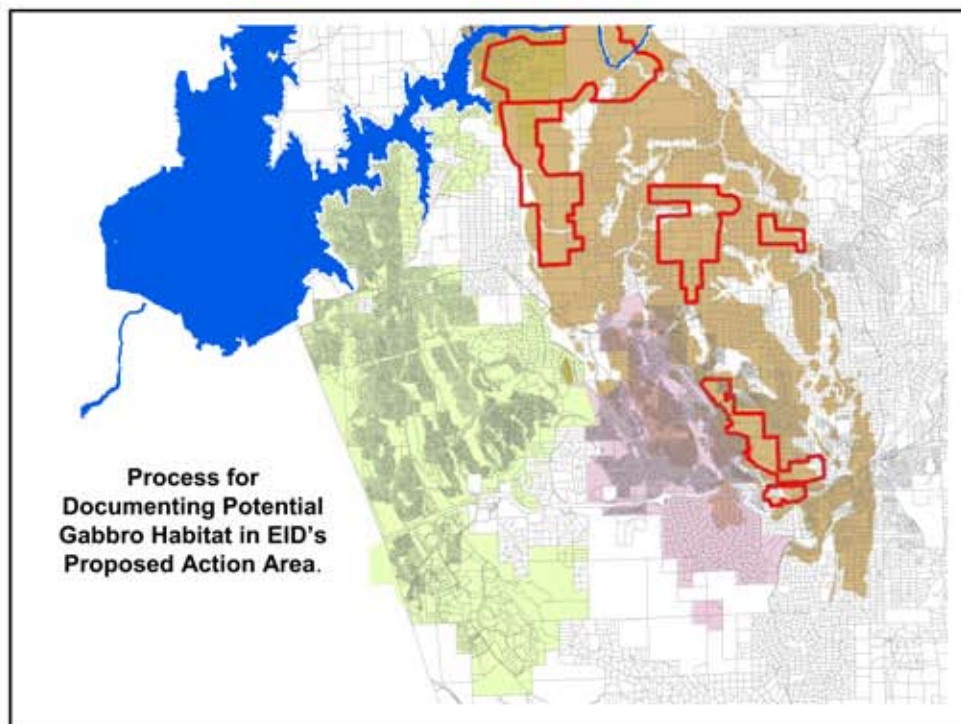 Process for
Documenting Potential
Gabbro Habitat in EID's
Proposed Action Area.